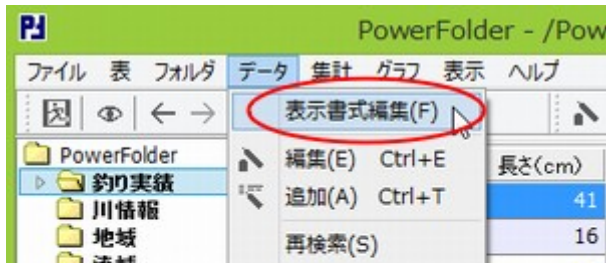 PowerFolder - /Pow
ファイル 表 フォルダ データ 集計 グラフ 表示 ヘルプ
表示書式編集(F)
PowerFolder
編集(E) Ctrl+E
長さ(cm)
釣り実績
追加(A) Ctrl+T
41
川情報
地域
再検索(S)
16